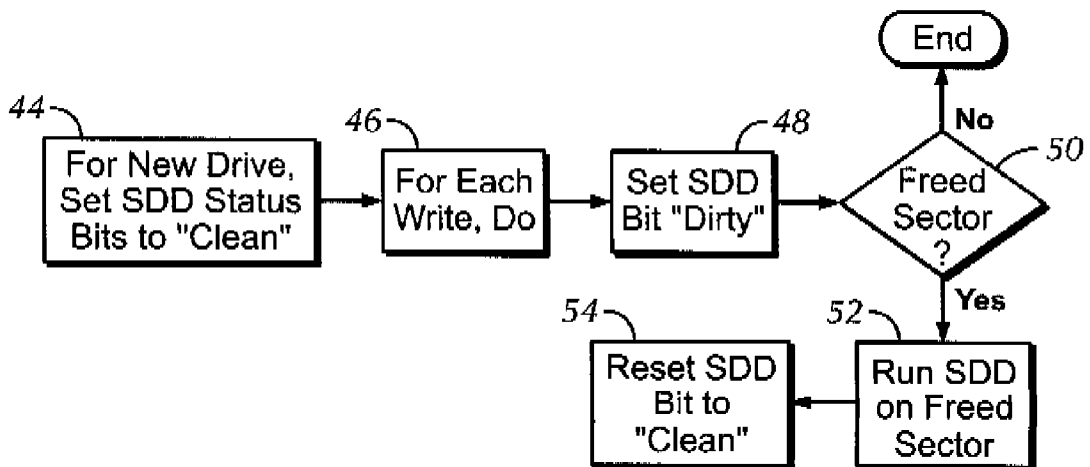 End
44
For New Drive,
Set SDD Status
Bits to "Clean"
46
For Each
Write, Do
48
Set SDD
Bit "Dirty"
No
50
Freed
Sector
?
Yes
52
Run SDD
on Freed
Sector
54
Reset SDD
Bit to
"Clean"